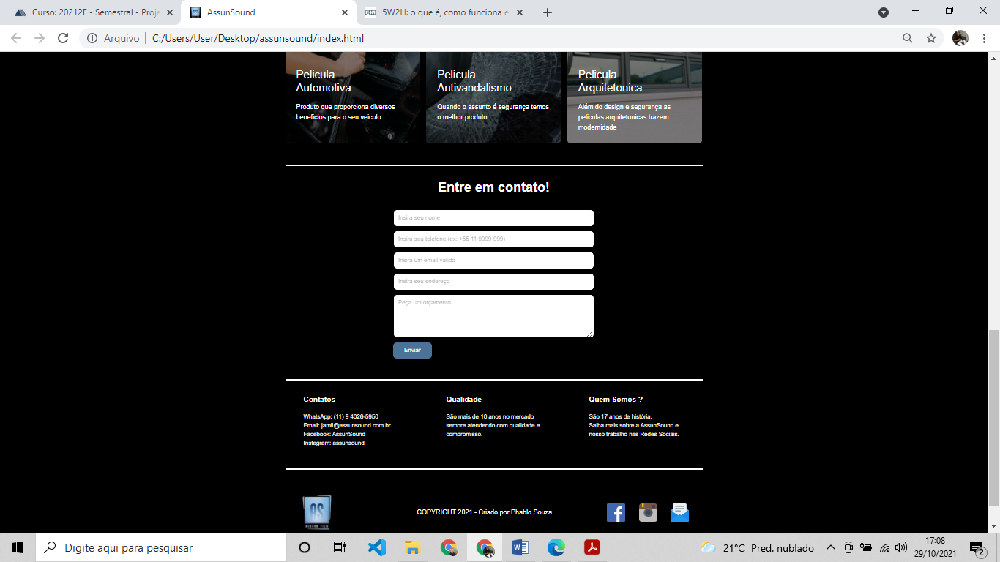 Curso: 20212F - Semestral - Proje
AssunSound
5W2H: o que é, como funciona e
Arquivo
C:/Users/User/Desktop/assunsound/index.html
Pelicula
Automotiva
Produto que proporciona diversos
beneficios para o seu veiculo
Pelicula
Antivandalismo
Quando o assunto é segurança temos
o melhor produto
Pelicula
Arquitetonica
Além do design e segurança as
peliculas arquitetonicas trazem
modernidade
Entre em contato!
Insira seu nome
Insira seu telefone (ex: +55 11 9999-999)
Insira um email valido
Insira seu endereço
Peça um orçamento
Enviar
Contatos
WhatsApp: (11) 9 4026-5950
Email: jamil@assunsound.com.br
Facebook: AssunSound
Instagram: assunsound
Qualidade
São mais de 10 anos no mercado
sempre atendendo com qualidade e
compromisso.
Quem Somos ?
São 17 anos de história.
Saiba mais sobre a AssunSound e
nosso trabalho nas Redes Sociais.
AS
COPYRIGHT 2021 - Criado por Phablo Souza
Digite aqui para pesquisar
21°C Pred. nublado
17:08
29/10/2021
2